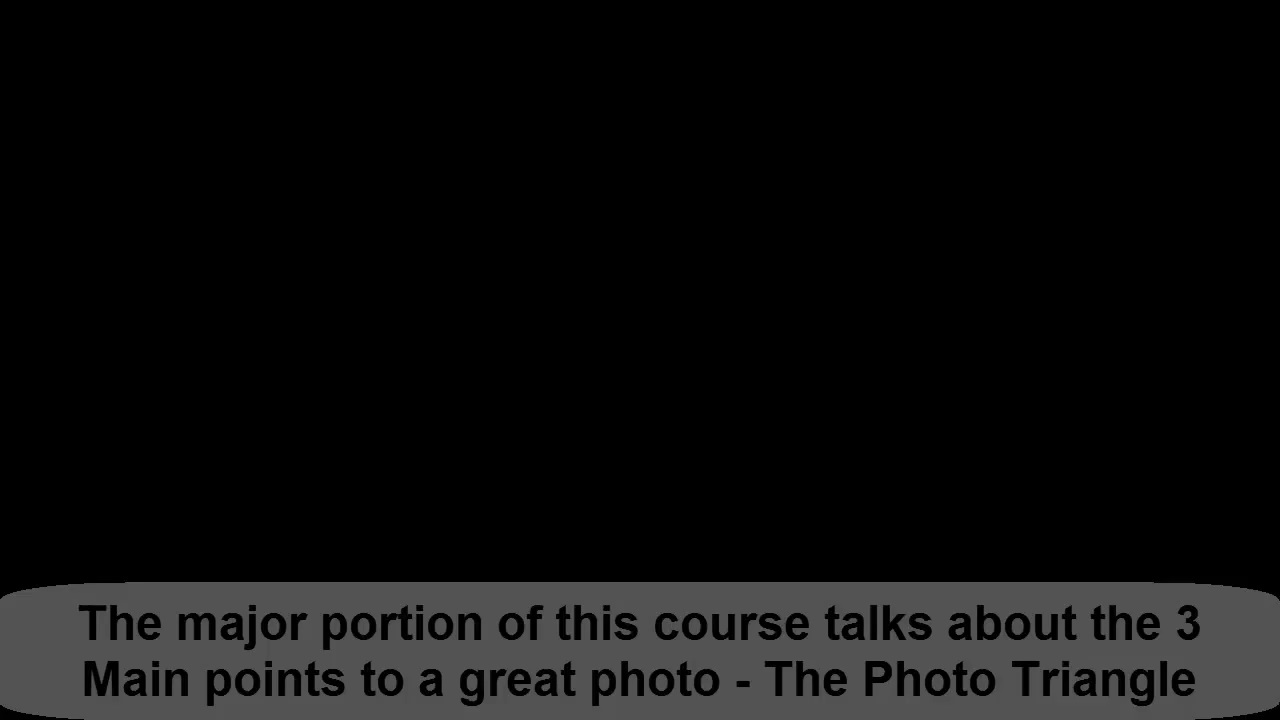 The major portion of this course talks about the 3
Main points to a great photo - The Photo Triangle